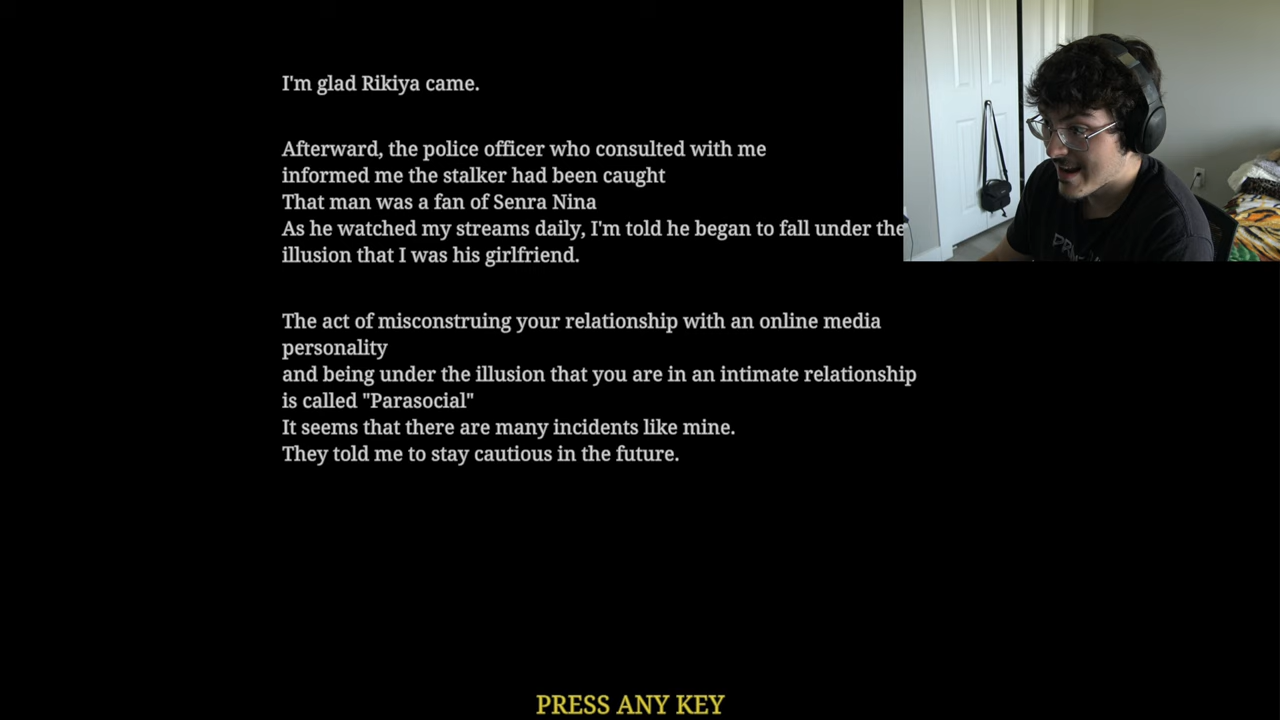 I'm glad Rikiya came.
Afterward, the police officer who consulted with me
informed me the stalker had been caught
That man was a fan of Senra Nina
As he watched my streams daily, I'm told he began to fall under the
illusion that I was his girlfriend.
The act of misconstruing your relationship with an online media
personality
and being under the illusion that you are in an intimate relationship
is called "Parasocial"
It seems that there are many incidents like mine.
They told me to stay cautious in the future.
PRESS ANY KEY